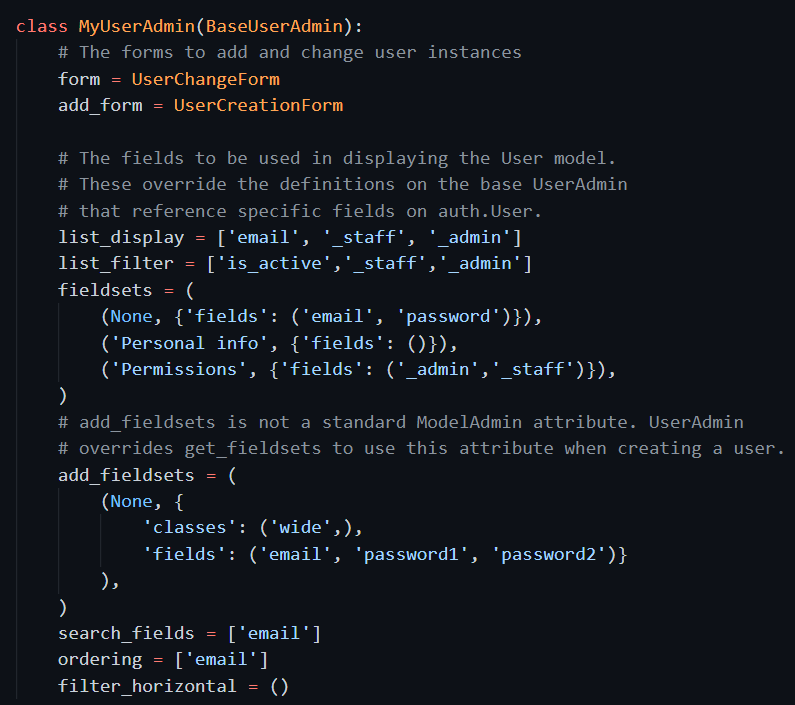 class MyUserAdmin(BaseUserAdmin):
    # The forms to add and change user instances
    form = UserChangeForm
    add_form = UserCreationForm

    # The fields to be used in displaying the User model.
    # These override the definitions on the base UserAdmin
    # that reference specific fields on auth.User.
    list_display = ['email', '_staff', '_admin']
    list_filter = ['is_active','_staff','_admin']
    fieldsets = (
        (None, {'fields': ('email', 'password')}),
        ('Personal info', {'fields': ()}),
        ('Permissions', {'fields': ('_admin','_staff')}),
    )
    # add_fieldsets is not a standard ModelAdmin attribute. UserAdmin
    # overrides get_fieldsets to use this attribute when creating a user.
    add_fieldsets = (
        (None, {
            'classes': ('wide',),
            'fields': ('email', 'password1', 'password2')}
        ),
    )
    search_fields = ['email']
    ordering = ['email']
    filter_horizontal = ()